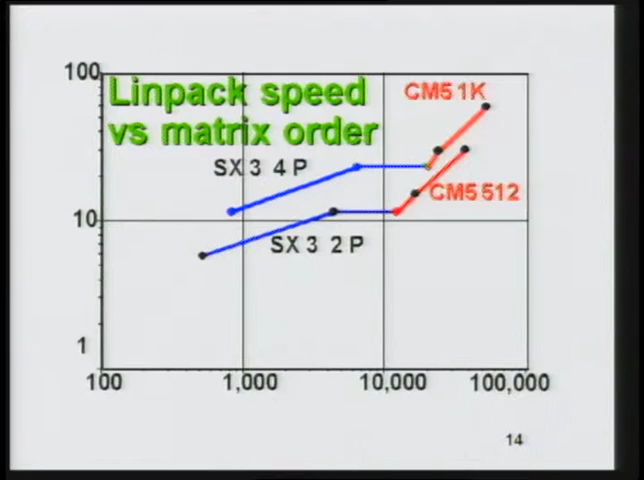 100
Linpack speed
vs matrix order
CM5 1K
SX 3 4 P
CM5 512
10
SX 3 2 P
1
100
1,000
10,000
100,000
14